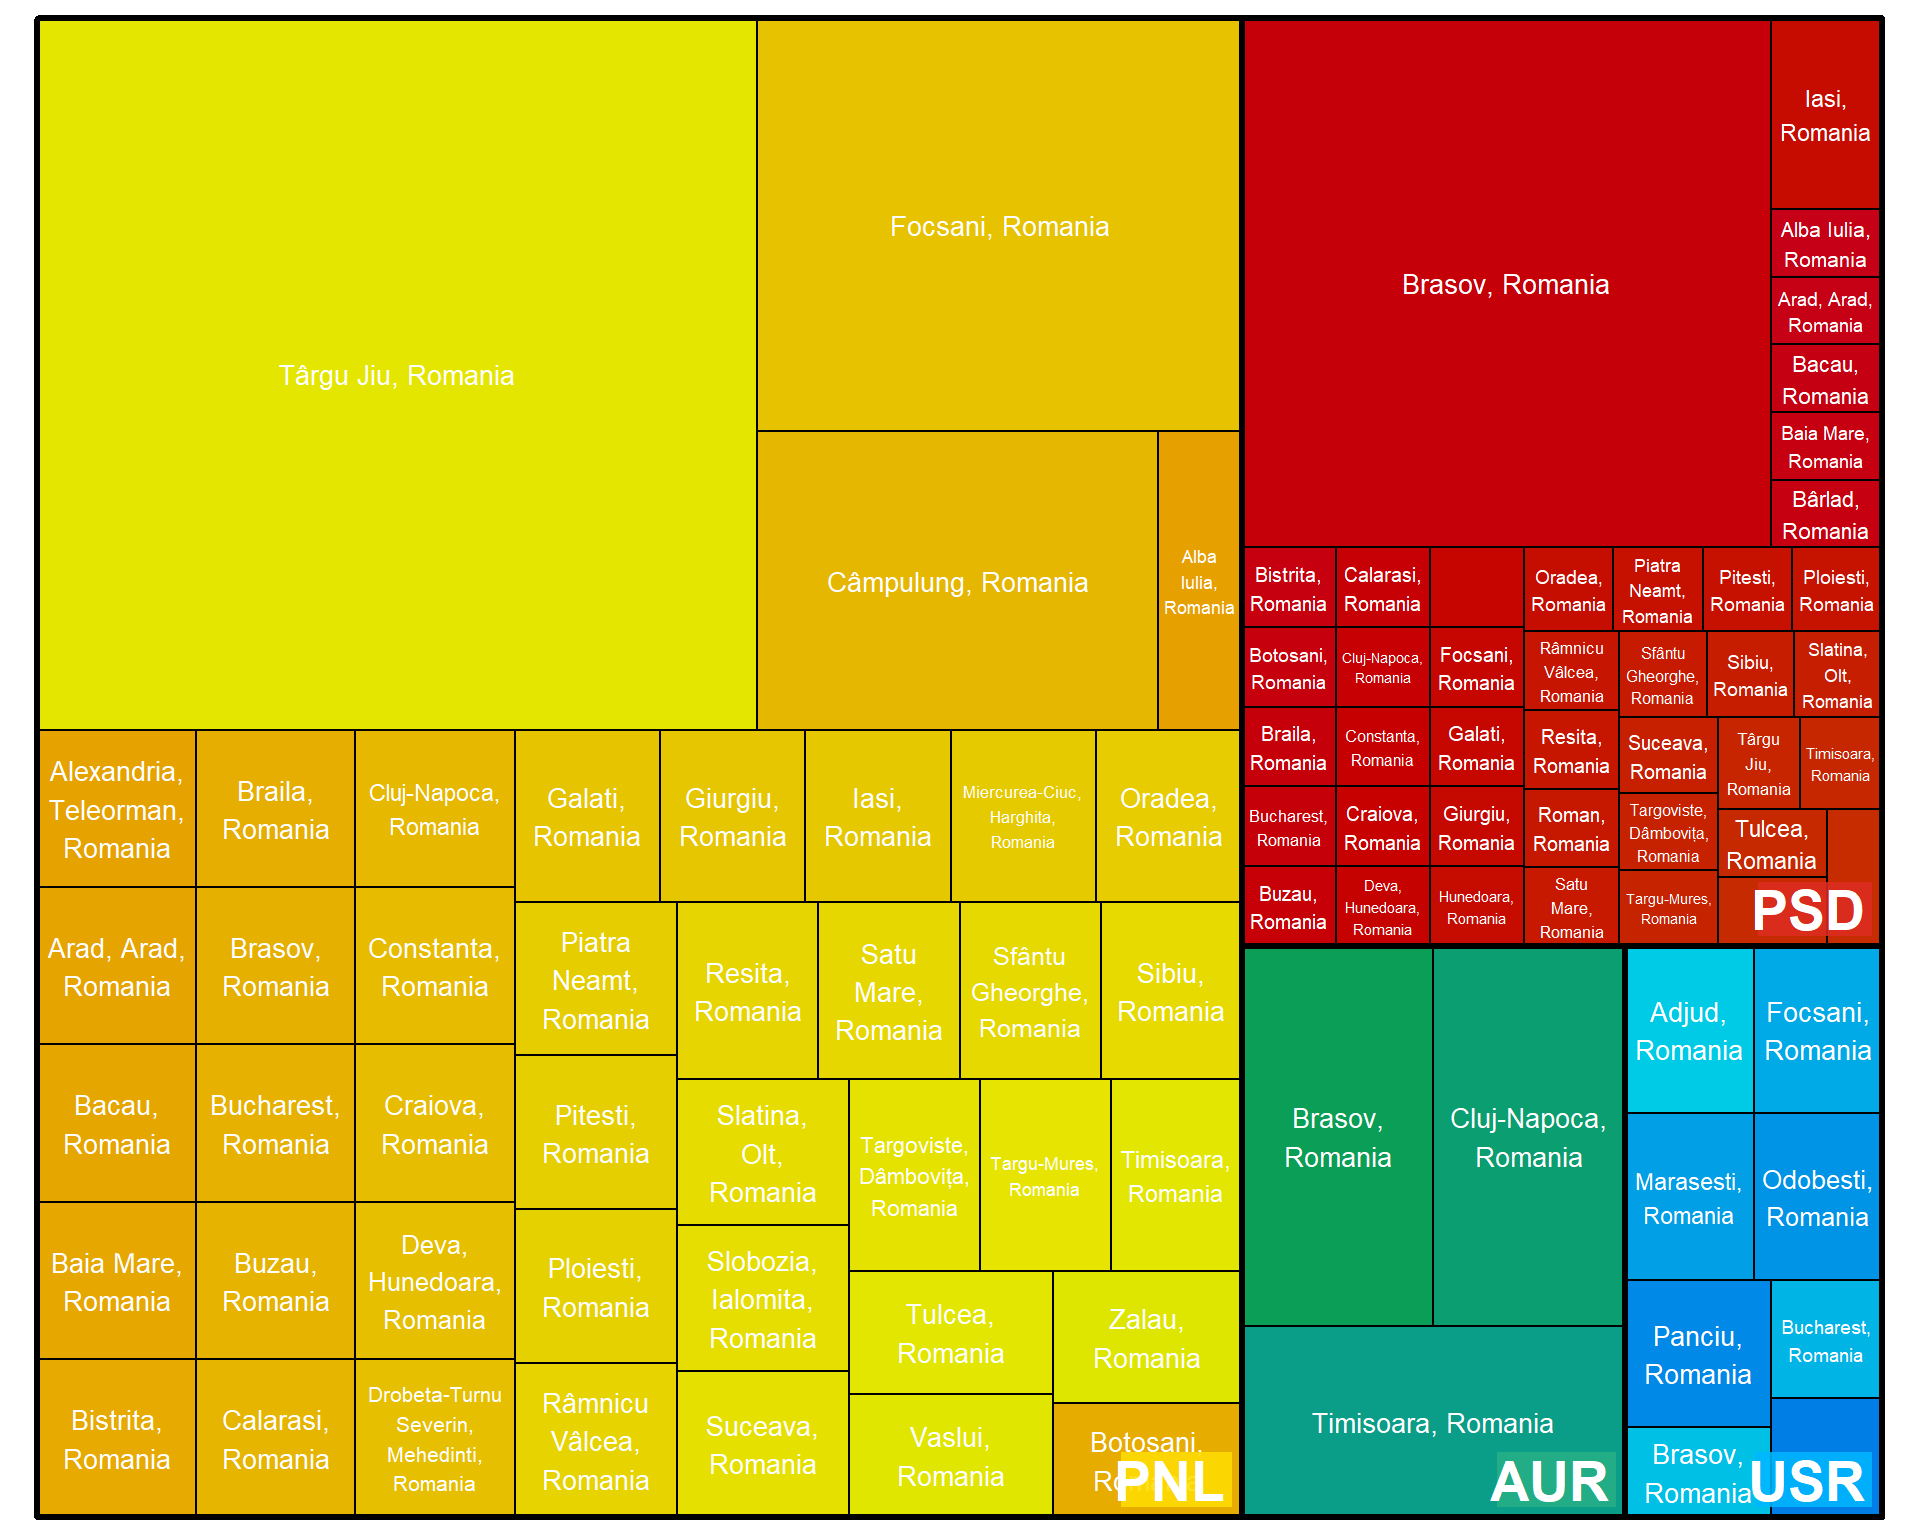 Târgu Jiu, Romania
Focsani, Romania
Câmpulung, Romania
Alba
Iulia,
Romania
Alexandria,
Teleorman,
Romania
Braila,
Romania
Cluj-Napoca,
Romania
Galati,
Romania
Giurgiu,
Romania
Iasi,
Romania
Miercurea-Ciuc,
Harghita,
Romania
Oradea,
Romania
Arad, Arad,
Romania
Brasov,
Romania
Constanta,
Romania
Piatra
Neamt,
Romania
Resita,
Romania
Satu
Mare,
Romania
Sfântu
Gheorghe,
Romania
Sibiu,
Romania
Bacau,
Romania
Bucharest,
Romania
Craiova,
Romania
Pitesti,
Romania
Slatina,
Olt,
Romania
Targoviste,
Dâmbovița,
Romania
Targu-Mures,
Romania
Timisoara,
Romania
Baia Mare,
Romania
Buzau,
Romania
Deva,
Hunedoara,
Romania
Ploiesti,
Romania
Slobozia,
Ialomita,
Romania
Tulcea,
Romania
Zalau,
Romania
Bistrita,
Romania
Calarasi,
Romania
Drobeta-Turnu
Severin,
Mehedinti,
Romania
Râmnicu
Vâlcea,
Romania
Suceava,
Romania
Vaslui,
Romania
Botosani,
PNL
Brasov, Romania
Iasi,
Romania
Alba Iulia,
Romania
Arad, Arad,
Romania
Bacau,
Romania
Baia Mare,
Romania
Bârlad,
Romania
Bistrita,
Romania
Calarasi,
Romania
Oradea,
Romania
Piatra
Neamt,
Romania
Pitesti,
Romania
Ploiesti,
Romania
Botosani,
Romania
Cluj-Napoca,
Romania
Focsani,
Romania
Râmnicu
Vâlcea,
Romania
Sfântu
Gheorghe,
Romania
Sibiu,
Romania
Slatina,
Olt,
Romania
Braila,
Romania
Constanta,
Romania
Galati,
Romania
Resita,
Romania
Suceava,
Romania
Târgu
Jiu,
Romania
Timisoara,
Romania
Bucharest,
Romania
Craiova,
Romania
Giurgiu,
Romania
Roman,
Romania
Targoviste,
Dâmbovița,
Romania
Tulcea,
Romania
Buzau,
Romania
Deva,
Hunedoara,
Romania
Hunedoara,
Romania
Satu
Mare,
Romania
Targu-Mures,
Romania
PSD
Brasov,
Romania
Cluj-Napoca,
Romania
Timisoara, Romania
AUR
Adjud,
Romania
Focsani,
Romania
Marasesti,
Romania
Odobesti,
Romania
Panciu,
Romania
Bucharest,
Romania
Brasov,
Romania
USR